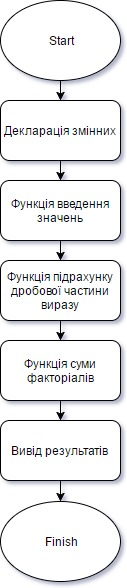 Start
Декларація змінних
Функція введення
значень
Функція підрахунку
дробової частини
виразу
Функція суми
факторіалів
Вивід результатів
Finish